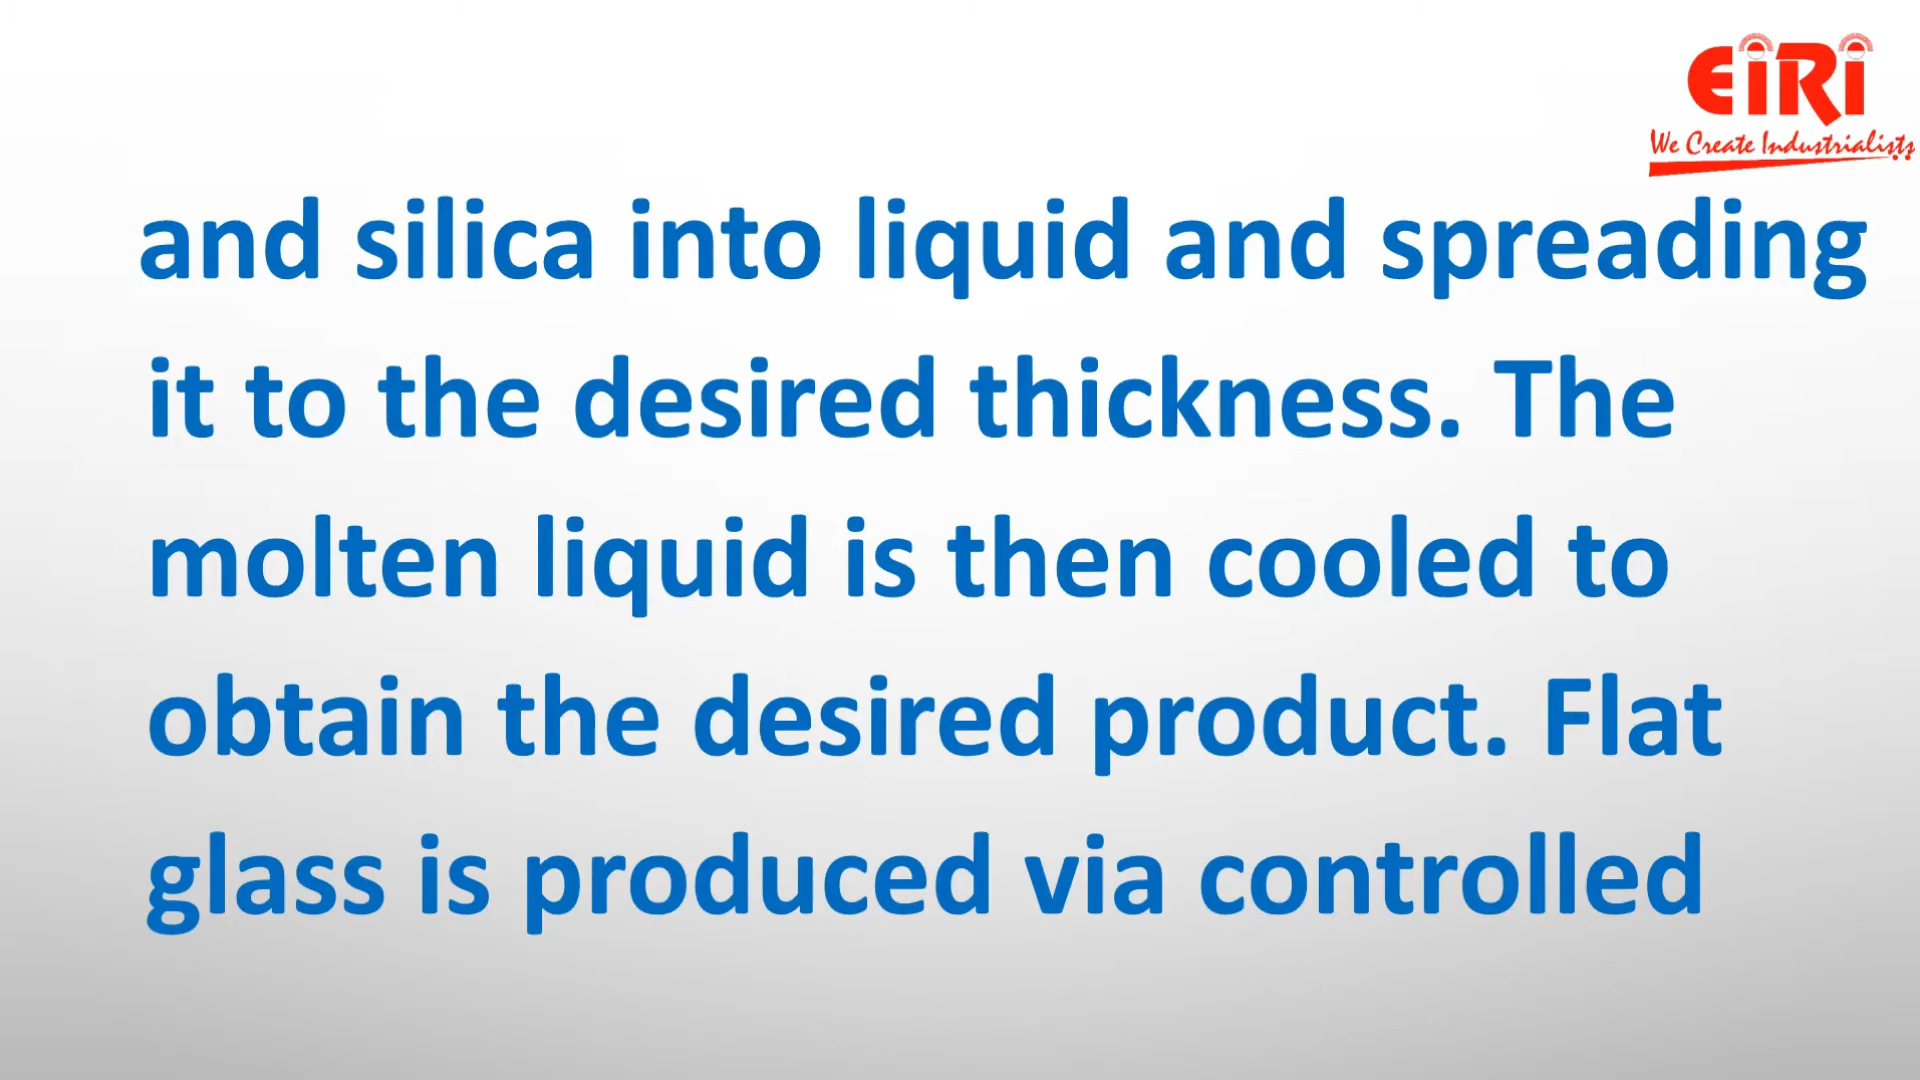 EiRi
We Create Industrialists
and silica into liquid and spreading
it to the desired thickness. The
molten liquid is then cooled to
obtain the desired product. Flat
glass is produced via controlled